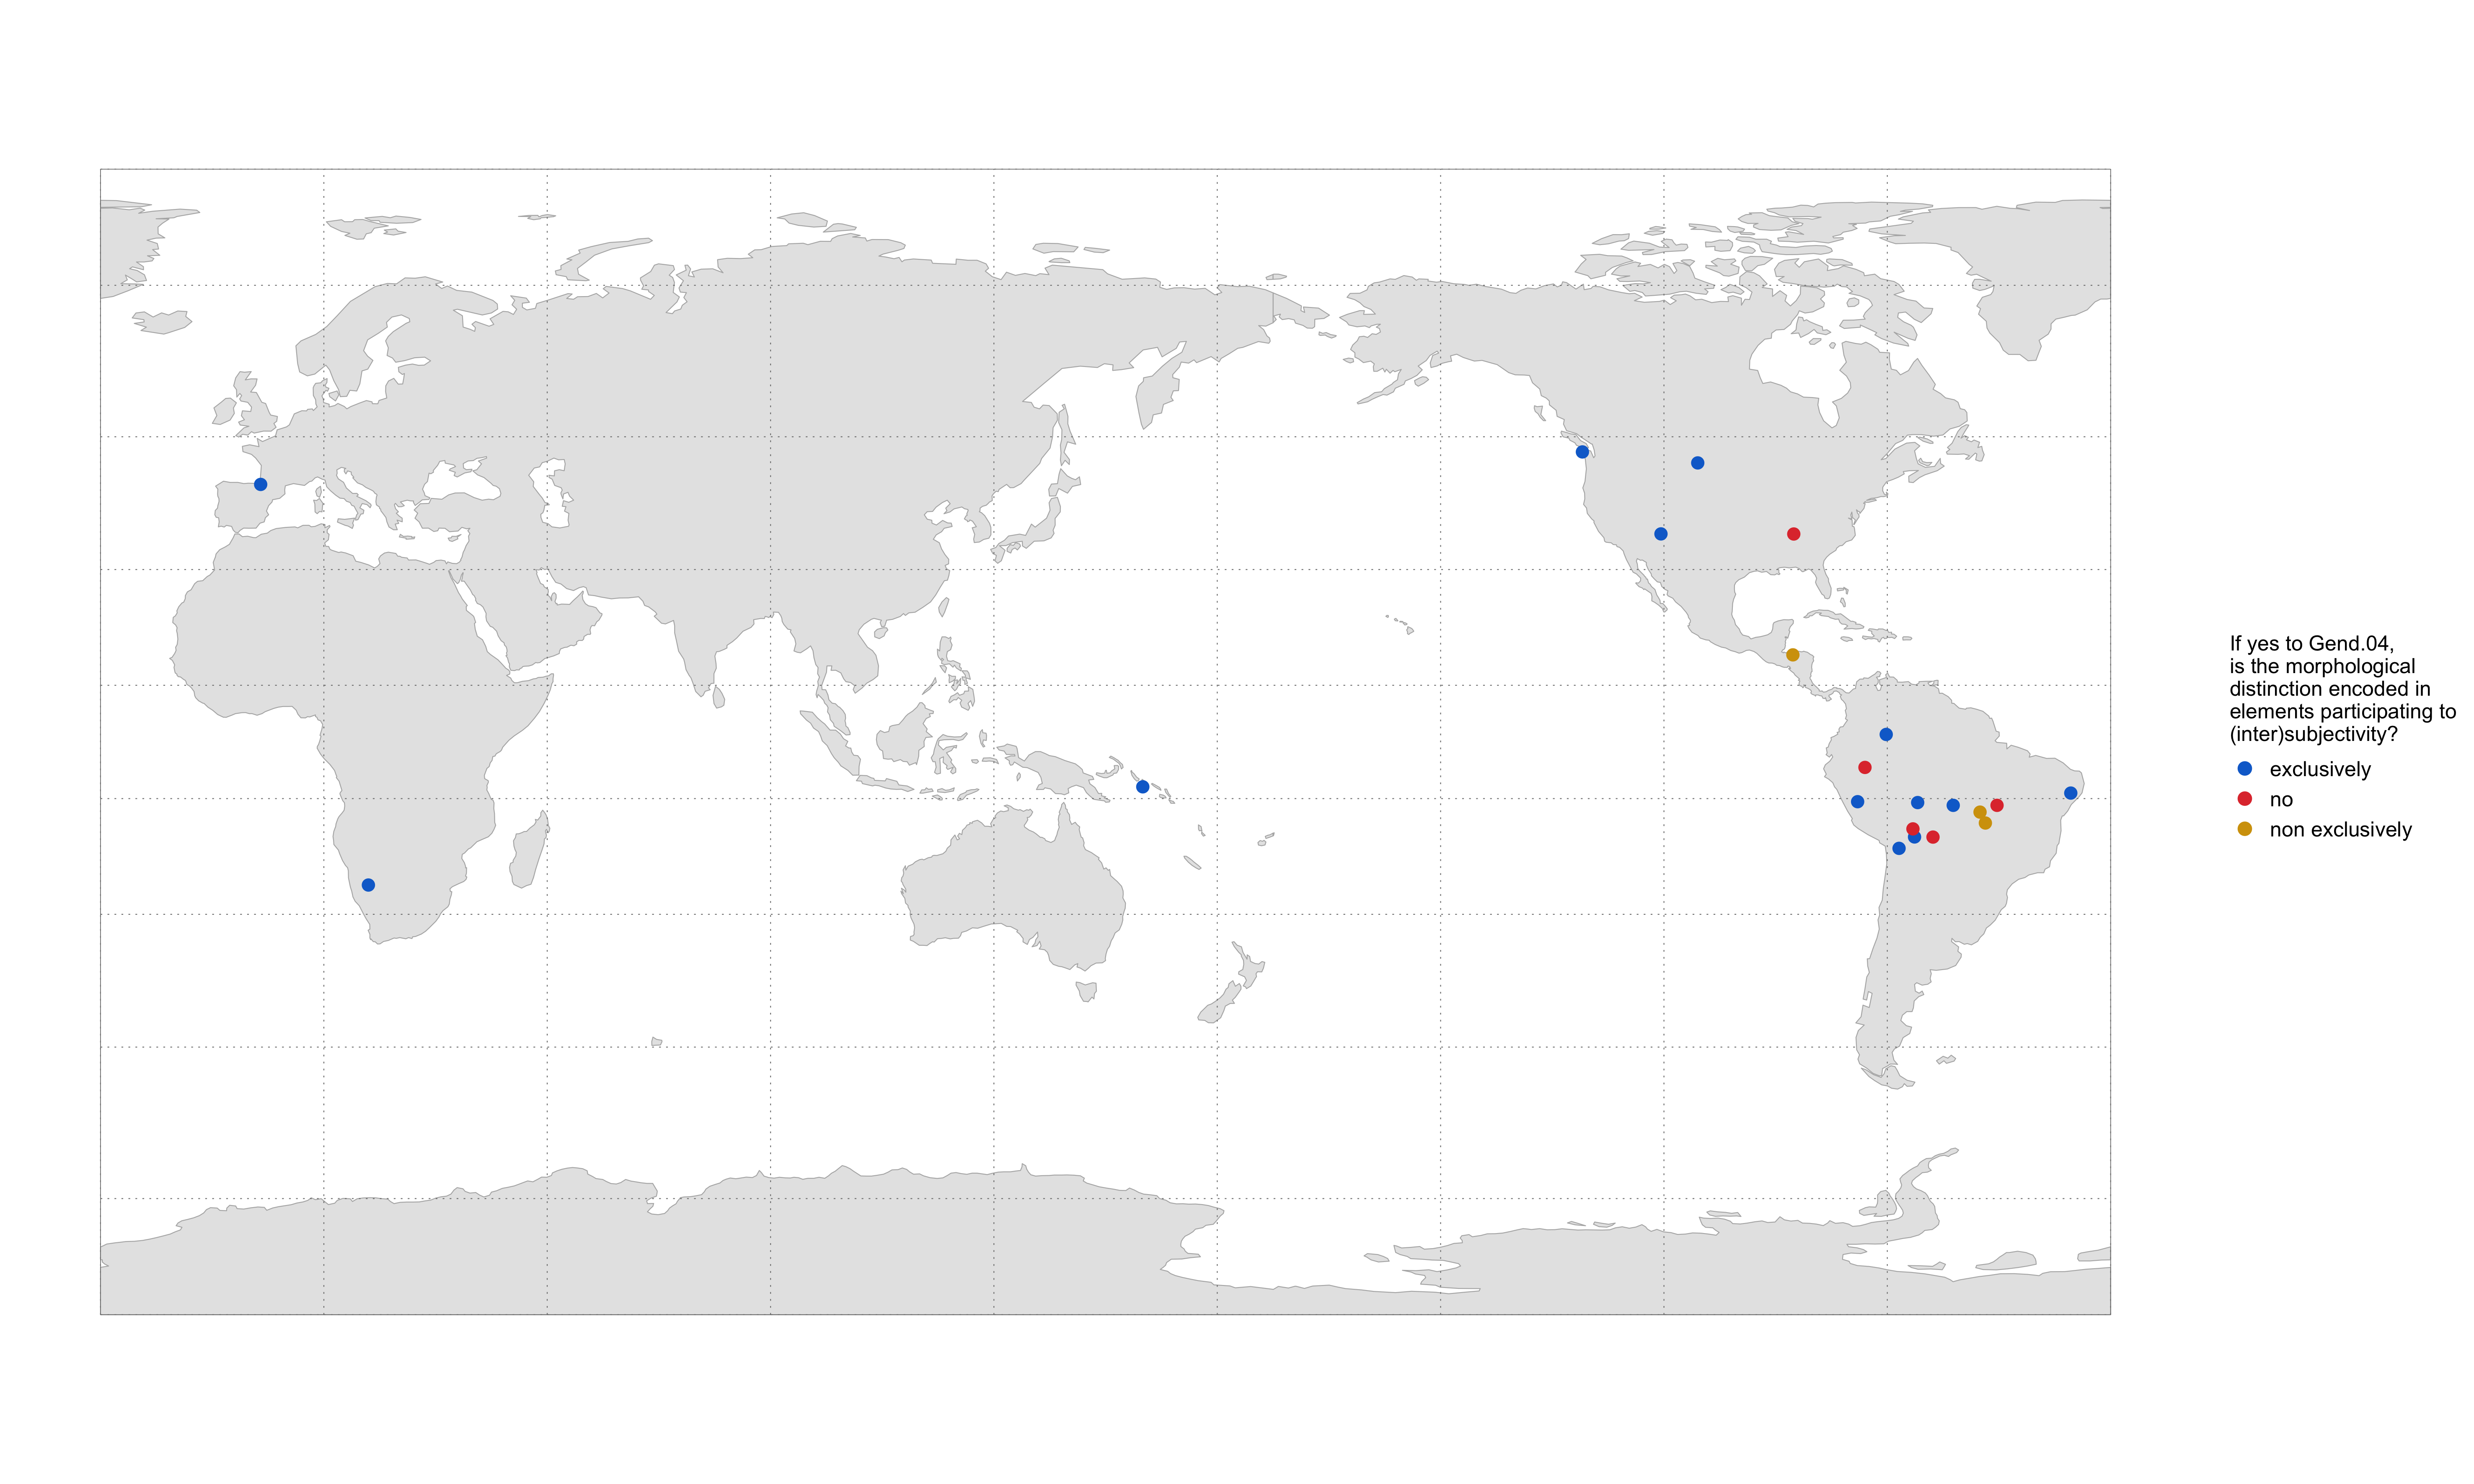 If yes to Gend.04,
is the morphological
distinction encoded in
elements participating to
(inter)subjectivity?
exclusively
no
non exclusively